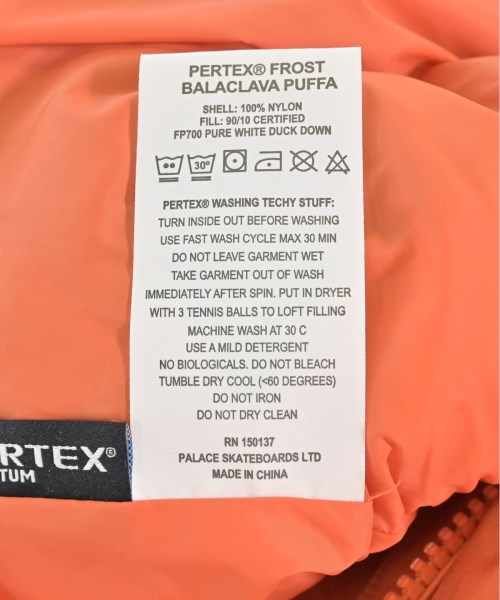 PERTEX® FROST
BALACLAVA PUFFA
SHELL: 100% NYLON
FILL: 90/10 CERTIFIED
FP700 PURE WHITE DUCK DOWN
30°
PERTEX® WASHING TECHY STUFF:
TURN INSIDE OUT BEFORE WASHING
USE FAST WASH CYCLE MAX 30 MIN
DO NOT LEAVE GARMENT WET
TAKE GARMENT OUT OF WASH
IMMEDIATELY AFTER SPIN. PUT IN DRYER
WITH 3 TENNIS BALLS TO LOFT FILLING
MACHINE WASH AT 30 C
USE A MILD DETERGENT
NO BIOLOGICALS. DO NOT BLEACH
TUMBLE DRY COOL (<60 DEGREES)
DO NOT IRON
DO NOT DRY CLEAN
RN 150137
PALACE SKATEBOARDS LTD
MADE IN CHINA
RTEX®
TUM